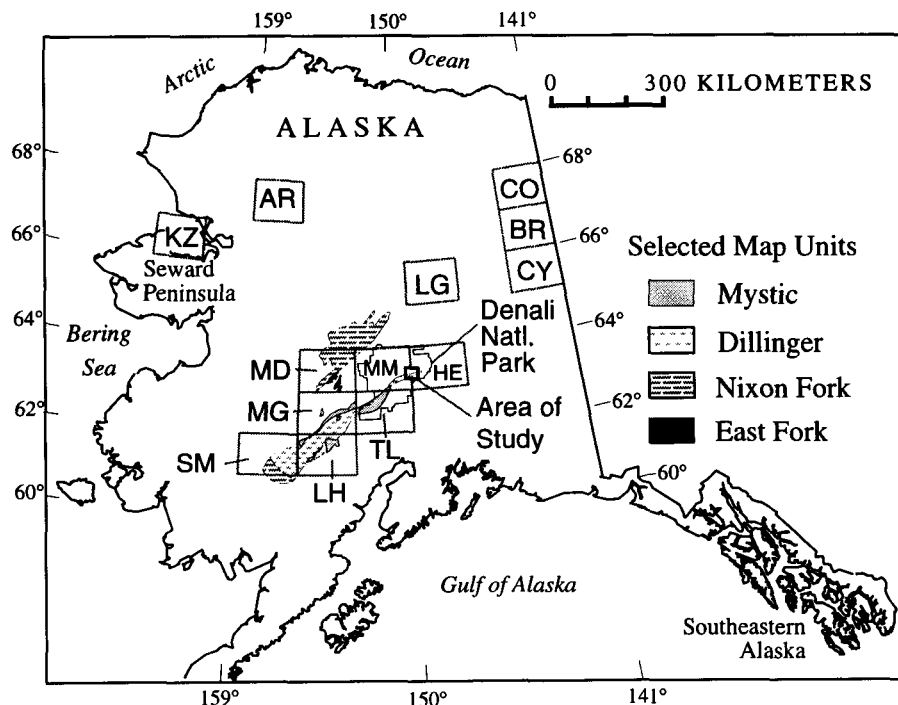 159° 150° 141°
Arctic Ocean
0 300 KILOMETERS
ALASKA
68° 68°
AR CO
66° KZ BR 66°
Seward Peninsula
LG CY
Selected Map Units
Mystic
64° 64°
Denali Natl. Park
Bering Sea
Dillinger
MD MM HE
Nixon Fork
62° MG 62°
Area of Study
East Fork
SM TL
60° LH 60°
Gulf of Alaska
Southeastern Alaska
159° 150° 141°